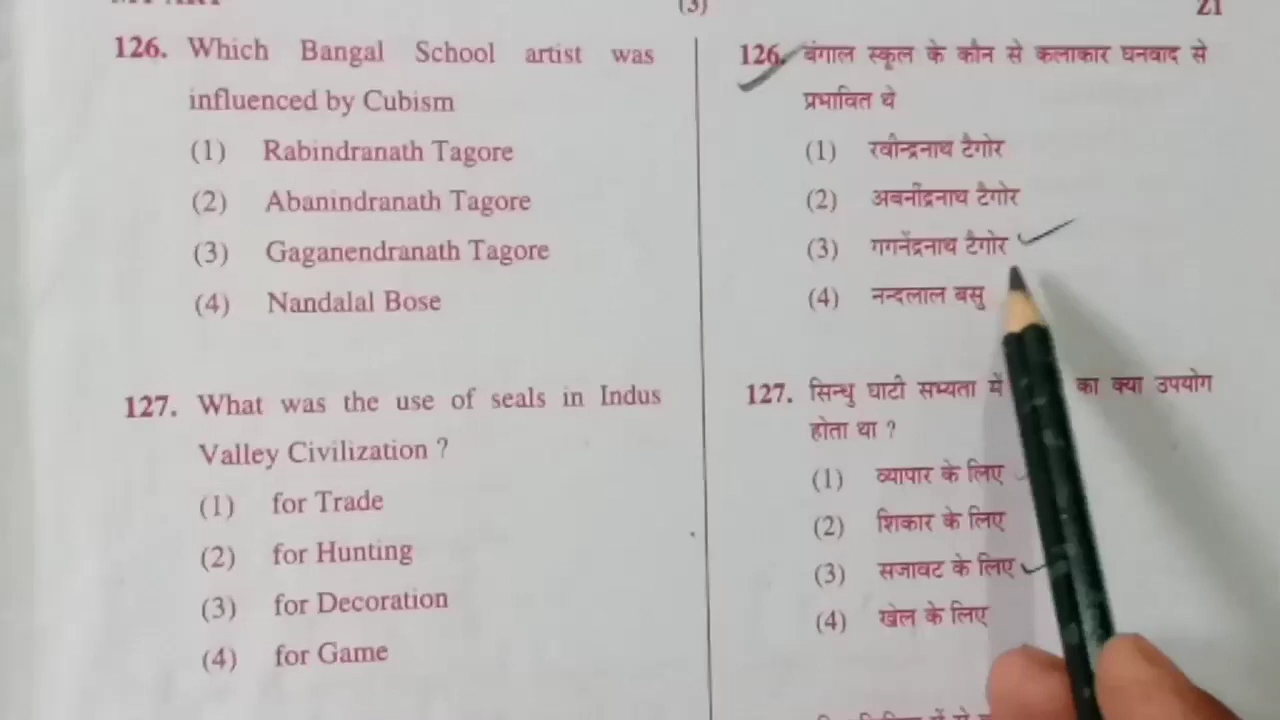 (3)
21
126. Which Bangal School artist was
influenced by Cubism
(1) Rabindranath Tagore
(2) Abanindranath Tagore
(3) Gaganendranath Tagore
(4) Nandalal Bose
127. What was the use of seals in Indus
Valley Civilization ?
(1) for Trade
(2) for Hunting
(3) for Decoration
(4) for Game
126. बंगाल स्कूल के कौन से कलाकार घनवाद से
प्रभावित थे
(1) रवीन्द्रनाथ टैगोर
(2) अबनींद्रनाथ टैगोर
(3) गगनेंद्रनाथ टैगोर
(4) नन्दलाल बसु
127. सिन्धु घाटी सभ्यता में का क्या उपयोग
होता था ?
(1) व्यापार के लिए
(2) शिकार के लिए
(3) सजावट के लिए
(4) खेल के लिए